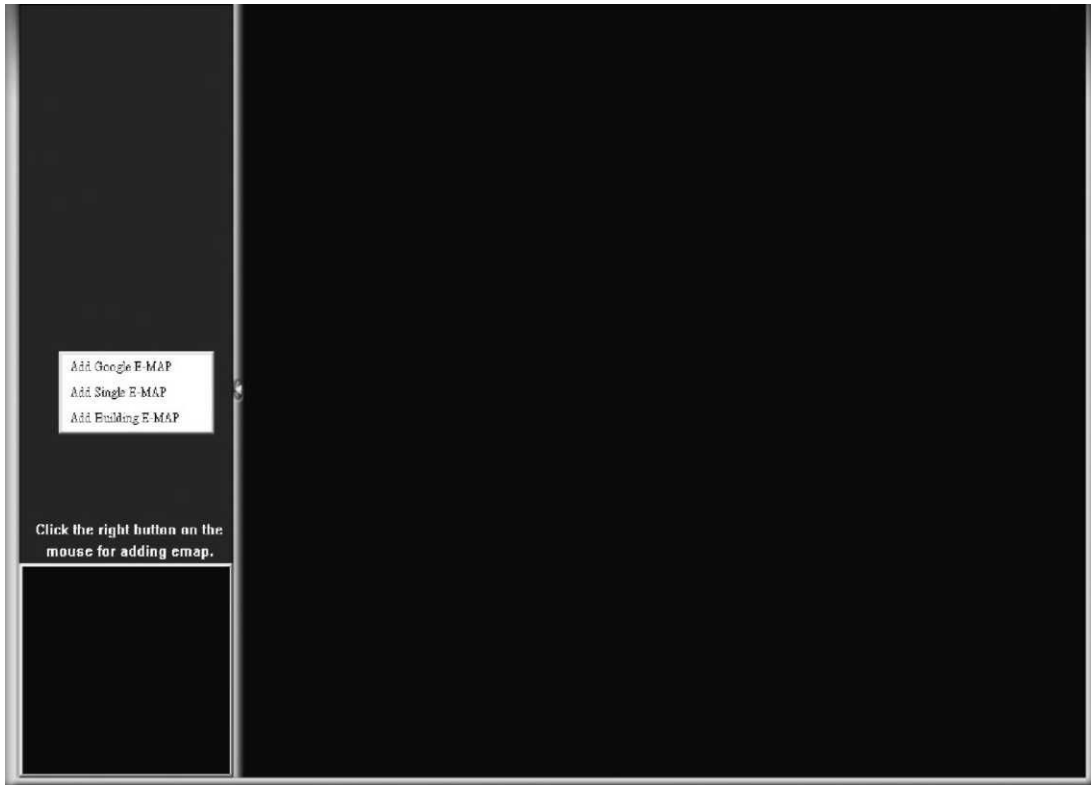 Add Google E-MAP
Add Single E-MAP
Add Building E-MAP
Click the right button on the
mouse for adding emap.